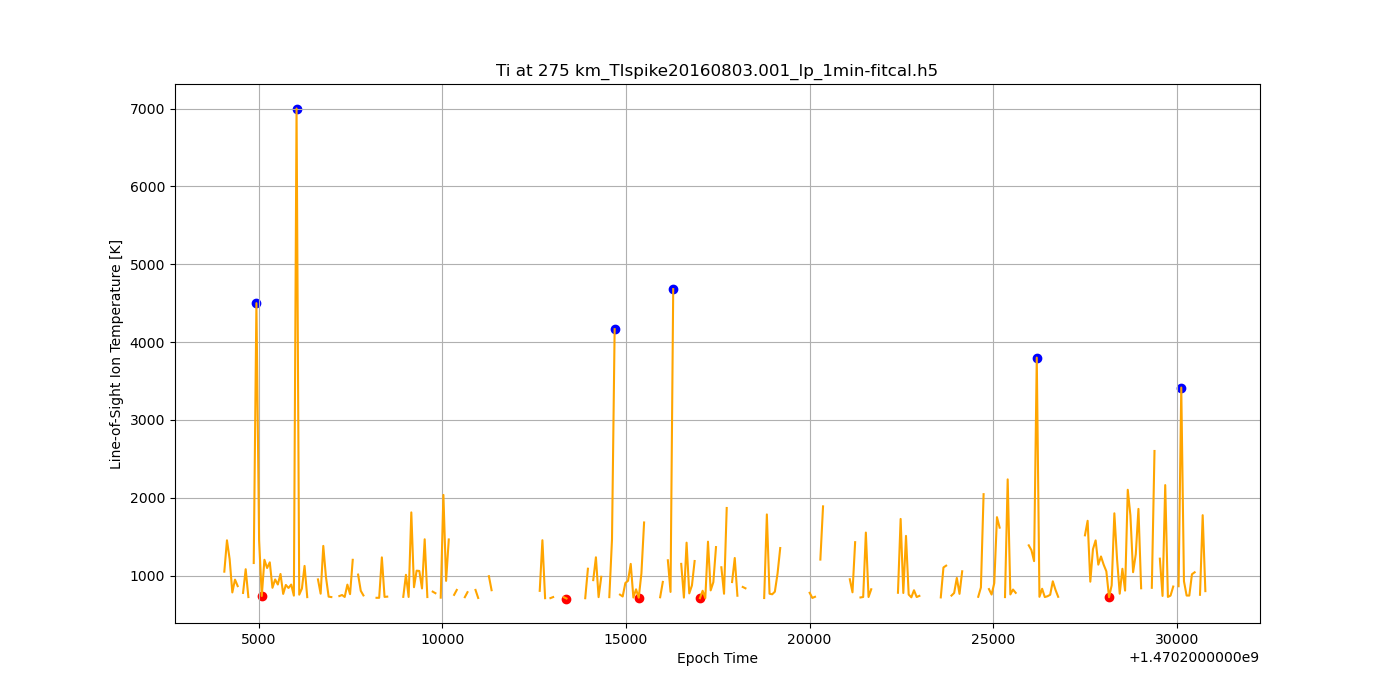 Ti at 275 km_TIspike20160803.001_lp_1min-fitcal.h5
Line-of-Sight Ion Temperature [K]
7000
6000
5000
4000
3000
2000
1000
5000 10000 15000 20000 25000 30000
Epoch Time
+1.4702000000e9